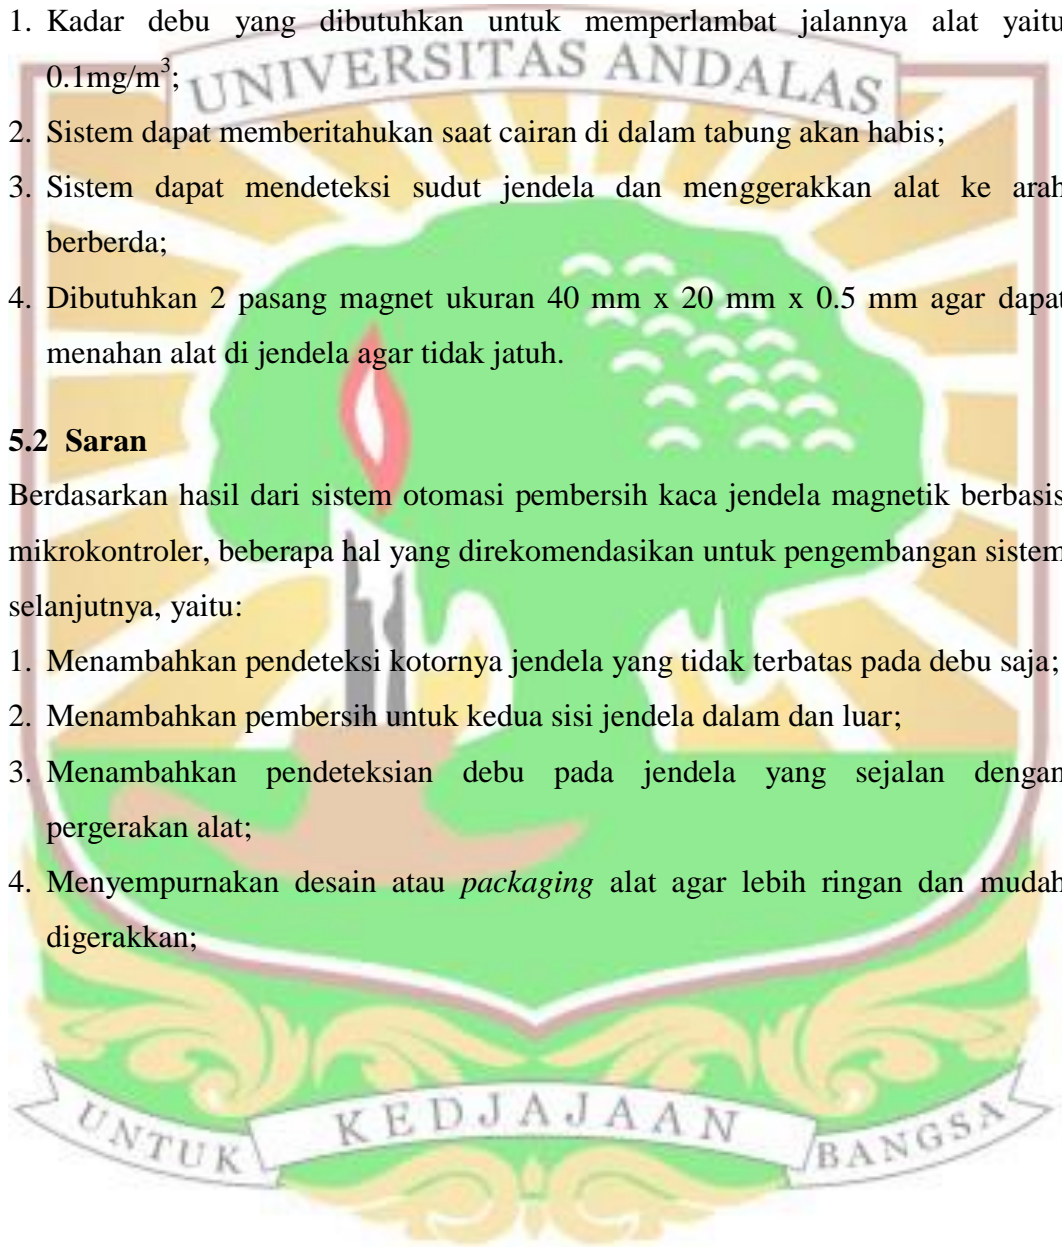 1. Kadar debu yang dibutuhkan untuk memperlambat jalannya alat yaitu
0.1mg/m³;
UNIVERSITAS ANDALAS
2. Sistem dapat memberitahukan saat cairan di dalam tabung akan habis;
3. Sistem dapat mendeteksi sudut jendela dan menggerakkan alat ke arah
berberda;
4. Dibutuhkan 2 pasang magnet ukuran 40 mm x 20 mm x 0.5 mm agar dapat
menahan alat di jendela agar tidak jatuh.
5.2 Saran
Berdasarkan hasil dari sistem otomasi pembersih kaca jendela magnetik berbasis
mikrokontroler, beberapa hal yang direkomendasikan untuk pengembangan sistem
selanjutnya, yaitu:
1. Menambahkan pendeteksi kotornya jendela yang tidak terbatas pada debu saja;
2. Menambahkan pembersih untuk kedua sisi jendela dalam dan luar;
3. Menambahkan pendeteksian debu pada jendela yang sejalan dengan
pergerakan alat;
4. Menyempurnakan desain atau packaging alat agar lebih ringan dan mudah
digerakkan;
UNTUK KEDJAJAAN BANGSA